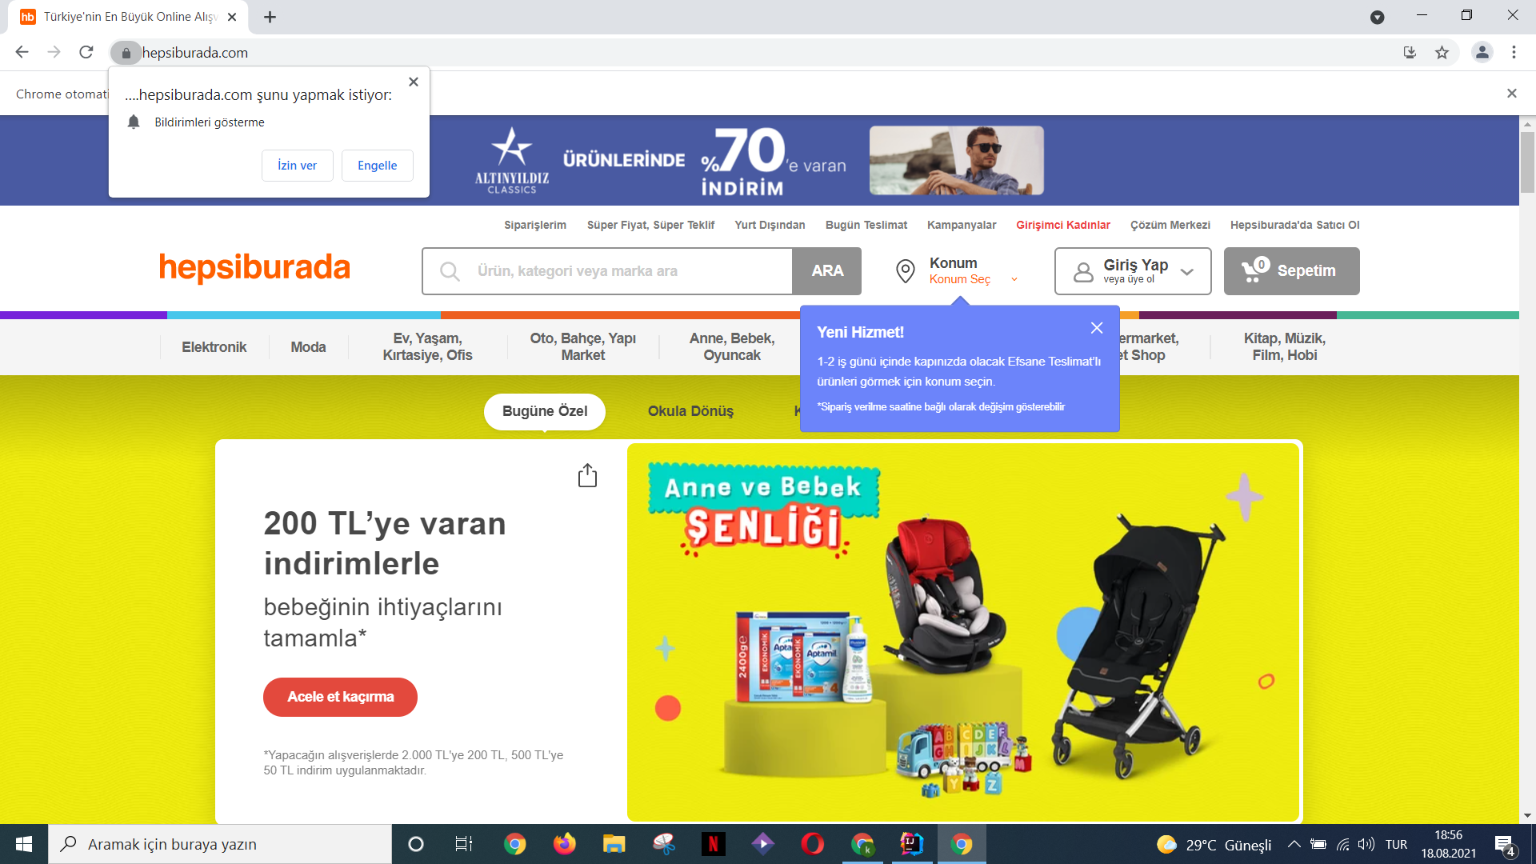 Türkiye'nin En Büyük Online Alışv
hepsiburada.com
Chrome otomati
....hepsiburada.com şunu yapmak istiyor:
Bildirimleri gösterme
İzin ver
Engelle
ALTINYILDIZ
CLASSICS
ÜRÜNLERİNDE
%70'e varan
İNDİRİM
Siparişlerim
Süper Fiyat, Süper Teklif
Yurt Dışından
Bugün Teslimat
Kampanyalar
Girişimci Kadınlar
Çözüm Merkezi
Hepsiburada'da Satıcı Ol
hepsiburada
Ürün, kategori veya marka ara
ARA
Konum
Konum Seç
Giriş Yap
veya üye ol
0
Sepetim
Elektronik
Moda
Ev, Yaşam,
Kırtasiye, Ofis
Oto, Bahçe, Yapı
Market
Anne, Bebek,
Oyuncak
ermarket,
et Shop
Kitap, Müzik,
Film, Hobi
Yeni Hizmet!
1-2 iş günü içinde kapınızda olacak Efsane Teslimat'lı
ürünleri görmek için konum seçin.
*Sipariş verilme saatine bağlı olarak değişim gösterebilir
Bugüne Özel
Okula Dönüş
200 TL'ye varan
indirimlerle
bebeğinin ihtiyaçlarını
tamamla*
Acele et kaçırma
*Yapacağın alışverişlerde 2.000 TL'ye 200 TL, 500 TL'ye
50 TL indirim uygulanmaktadır.
Anne ve Bebek
ŞENLİĞİ
2400g
EKONOMİK
Aptamil
EKONOMİK
Aptamil
4
Aramak için buraya yazın
29°C Güneşli
TUR
18:56
18.08.2021
4